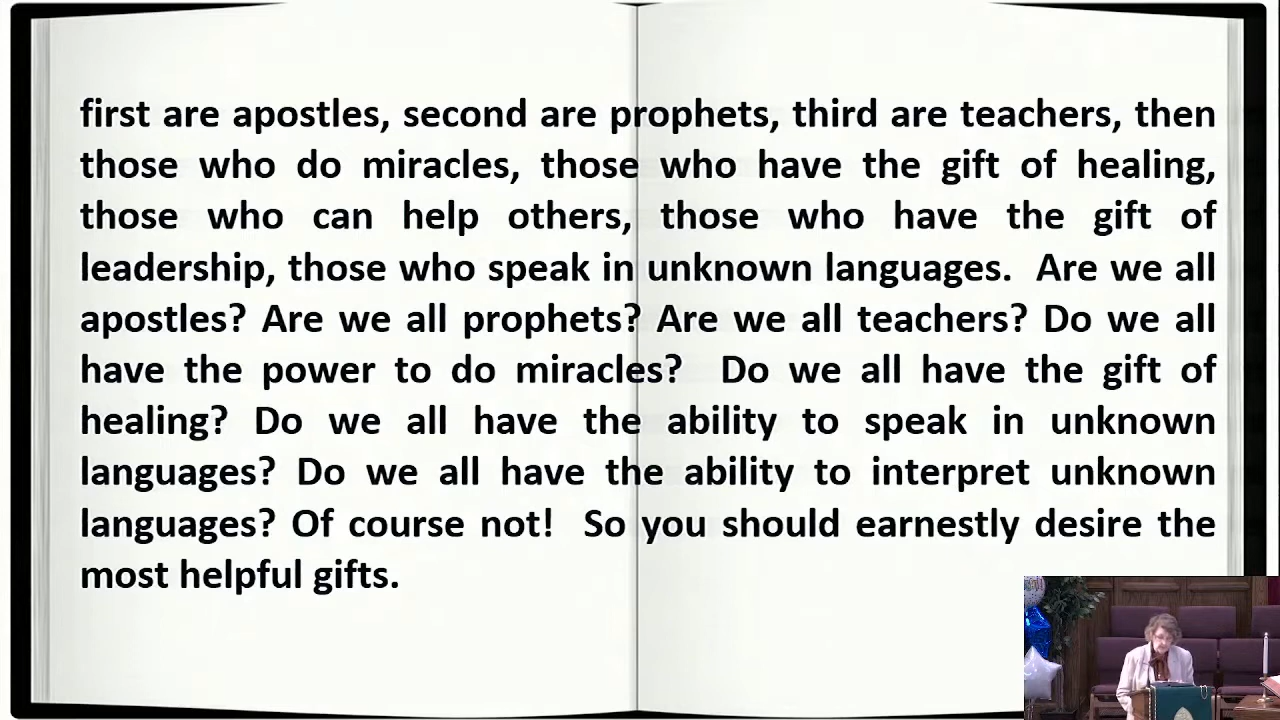 first are apostles, second are prophets, third are teachers, then
those who do miracles, those who have the gift of healing,
those who can help others, those who have the gift of
leadership, those who speak in unknown languages. Are we all
apostles? Are we all prophets? Are we all teachers? Do we all
have the power to do miracles? Do we all have the gift of
healing? Do we all have the ability to speak in unknown
languages? Do we all have the ability to interpret unknown
languages? Of course not! So you should earnestly desire the
most helpful gifts.